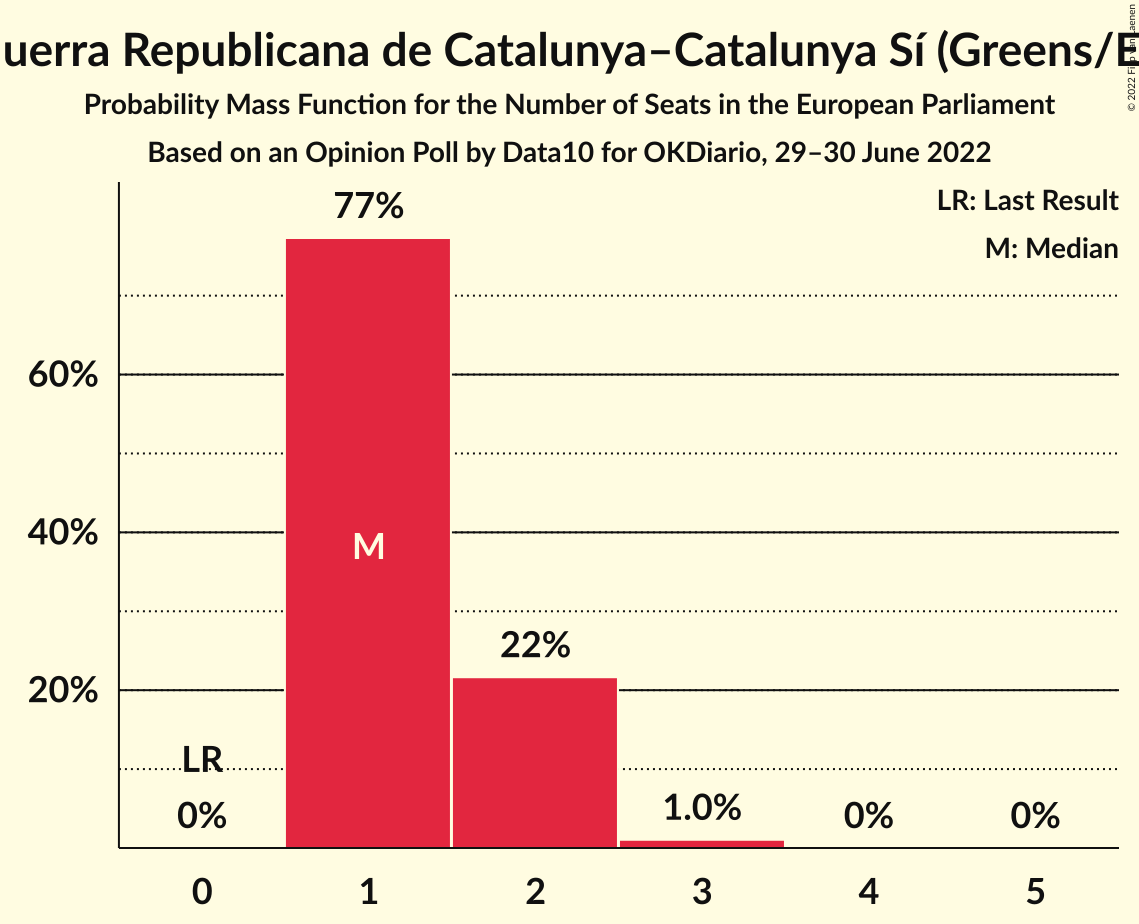 uerra Republicana de Catalunya–Catalunya Sí (Greens/E
Probability Mass Function for the Number of Seats in the European Parliament
Based on an Opinion Poll by Data10 for OKDiario, 29–30 June 2022
LR: Last Result
M: Median
77%
60%
40%
M
22%
20%
LR
0%
1.0%
0%
0%
0 1 2 3 4 5
© 2022